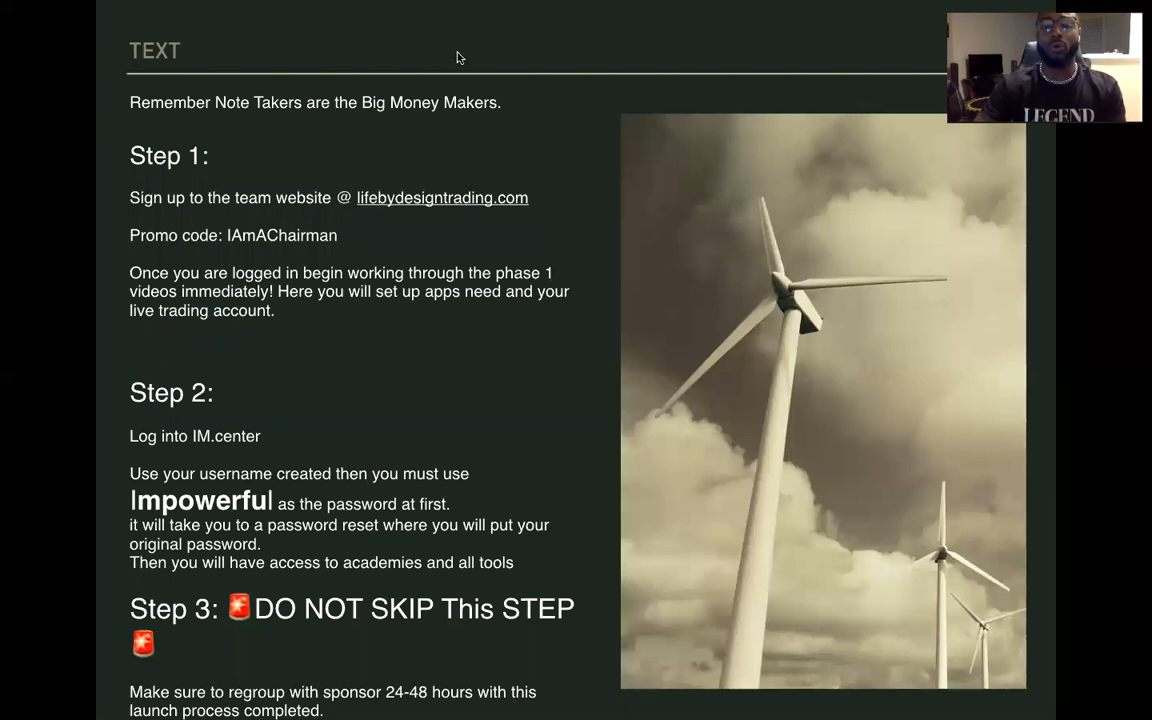 TEXT
LEGEND
Remember Note Takers are the Big Money Makers.
Step 1:
Sign up to the team website @ lifebydesigntrading.com
Promo code: IAmAChairman
Once you are logged in begin working through the phase 1
videos immediately! Here you will set up apps need and your
live trading account.
Step 2:
Log into IM.center
Use your username created then you must use
Impowerful as the password at first.
it will take you to a password reset where you will put your
original password.
Then you will have access to academies and all tools
Step 3: 🚨DO NOT SKIP This STEP
🚨
Make sure to regroup with sponsor 24-48 hours with this
launch process completed.